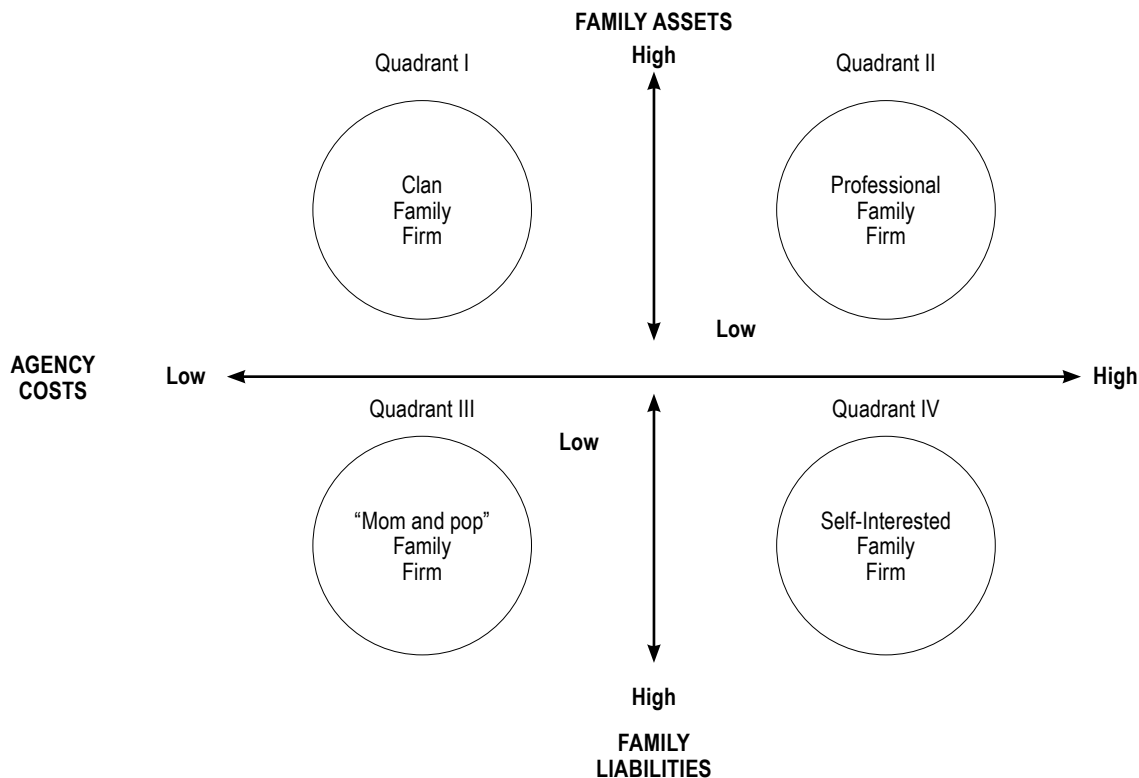 FAMILY ASSETS
High
Quadrant I
Quadrant II
Clan
Family
Firm
Professional
Family
Firm
Low
AGENCY
COSTS
Low
High
Quadrant III
Quadrant IV
Low
“Mom and pop”
Family
Firm
Self-Interested
Family
Firm
High
FAMILY
LIABILITIES